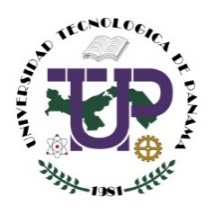 UNIVERSIDAD TECNOLOGICA DE PANAMA
UTP
1981